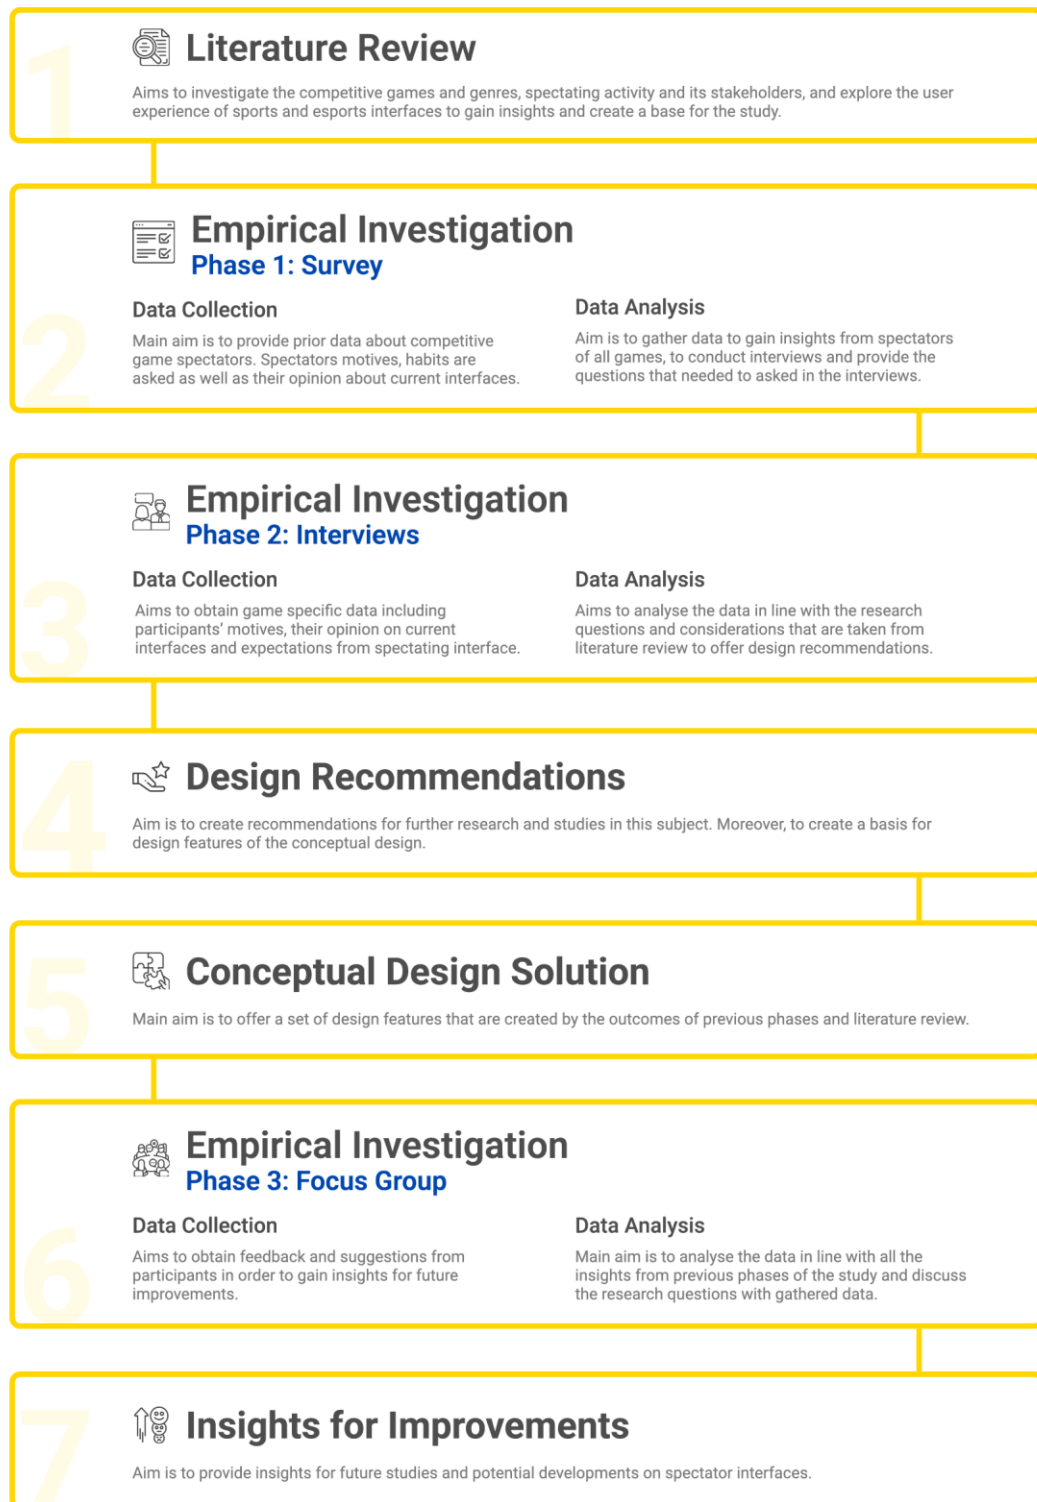 1
Literature Review
Aims to investigate the competitive games and genres, spectating activity and its stakeholders, and explore the user
experience of sports and esports interfaces to gain insights and create a base for the study.
2
Empirical Investigation
Phase 1: Survey
Data Collection
Main aim is to provide prior data about competitive
game spectators. Spectators motives, habits are
asked as well as their opinion about current interfaces.
Data Analysis
Aim is to gather data to gain insights from spectators
of all games, to conduct interviews and provide the
questions that needed to asked in the interviews.
3
Empirical Investigation
Phase 2: Interviews
Data Collection
Aims to obtain game specific data including
participants’ motives, their opinion on current
interfaces and expectations from spectating interface.
Data Analysis
Aims to analyse the data in line with the research
questions and considerations that are taken from
literature review to offer design recommendations.
4
Design Recommendations
Aim is to create recommendations for further research and studies in this subject. Moreover, to create a basis for
design features of the conceptual design.
5
Conceptual Design Solution
Main aim is to offer a set of design features that are created by the outcomes of previous phases and literature review.
6
Empirical Investigation
Phase 3: Focus Group
Data Collection
Aims to obtain feedback and suggestions from
participants in order to gain insights for future
improvements.
Data Analysis
Main aim is to analyse the data in line with all the
insights from previous phases of the study and discuss
the research questions with gathered data.
7
Insights for Improvements
Aim is to provide insights for future studies and potential developments on spectator interfaces.